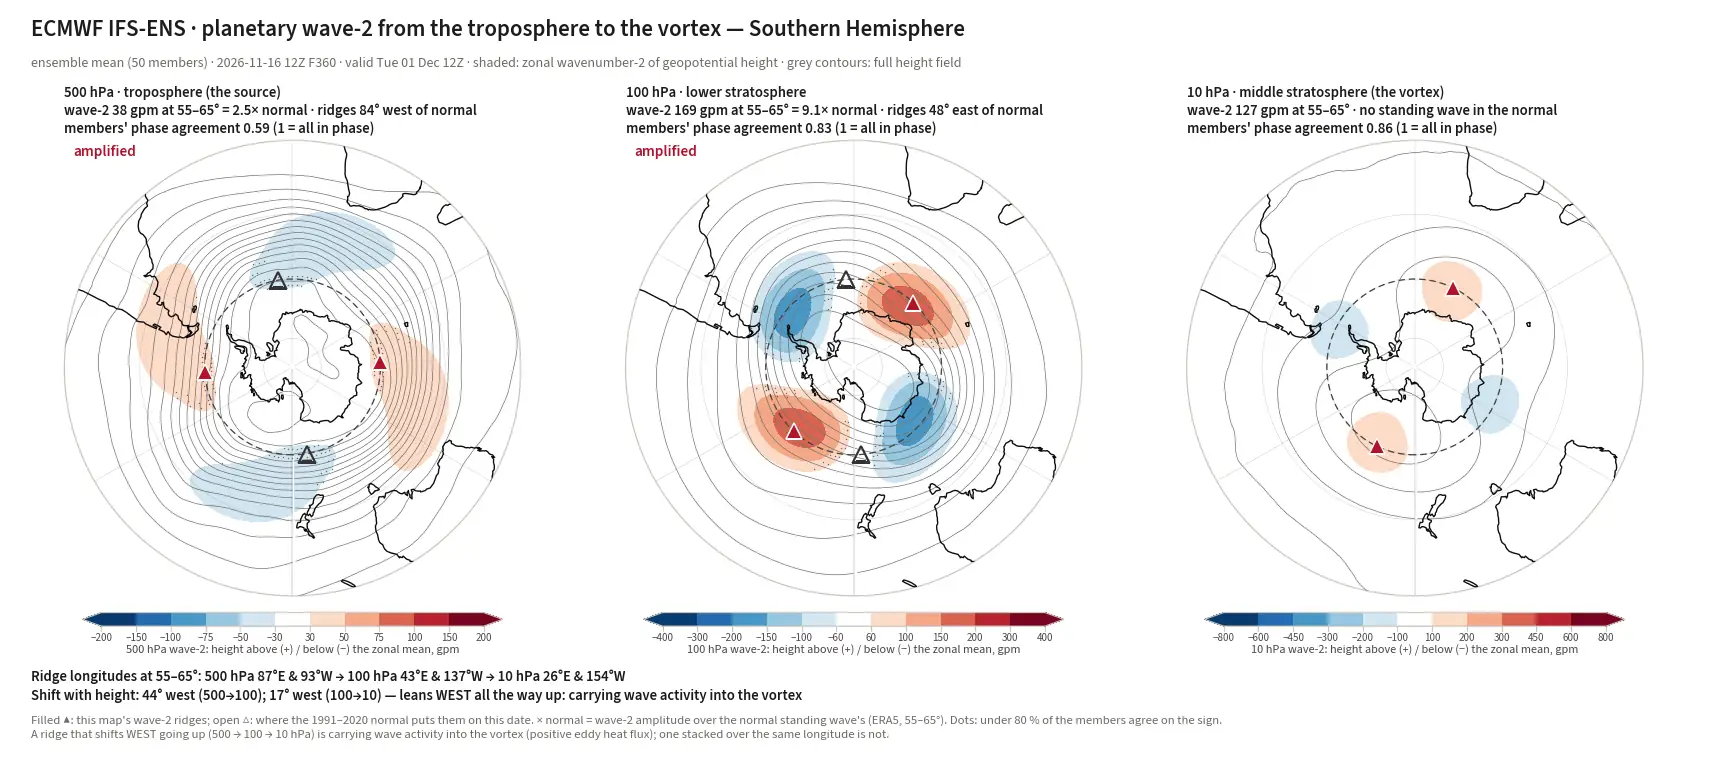 ECMWF IFS-ENS · planetary wave-2 from the troposphere to the vortex — Southern Hemisphere
ensemble mean (50 members) · 2026-11-16 12Z F360 · valid Tue 01 Dec 12Z · shaded: zonal wavenumber-2 of geopotential height · grey contours: full height field
500 hPa · troposphere (the source)
wave-2 38 gpm at 55–65° = 2.5× normal · ridges 84° west of normal
members' phase agreement 0.59 (1 = all in phase)
amplified
100 hPa · lower stratosphere
wave-2 169 gpm at 55–65° = 9.1× normal · ridges 48° east of normal
members' phase agreement 0.83 (1 = all in phase)
amplified
10 hPa · middle stratosphere (the vortex)
wave-2 127 gpm at 55–65° · no standing wave in the normal
members' phase agreement 0.86 (1 = all in phase)
−200 −150 −100 −75 −50 −30 30 50 75 100 150 200
500 hPa wave-2: height above (+) / below (−) the zonal mean, gpm
−400 −300 −200 −150 −100 −60 60 100 150 200 300 400
100 hPa wave-2: height above (+) / below (−) the zonal mean, gpm
−800 −600 −450 −300 −200 −100 100 200 300 450 600 800
10 hPa wave-2: height above (+) / below (−) the zonal mean, gpm
Ridge longitudes at 55–65°: 500 hPa 87°E & 93°W → 100 hPa 43°E & 137°W → 10 hPa 26°E & 154°W
Shift with height: 44° west (500→100); 17° west (100→10) — leans WEST all the way up: carrying wave activity into the vortex
Filled ▲: this map's wave-2 ridges; open △: where the 1991–2020 normal puts them on this date. × normal = wave-2 amplitude over the normal standing wave's (ERA5, 55–65°). Dots: under 80 % of the members agree on the sign.
A ridge that shifts WEST going up (500 → 100 → 10 hPa) is carrying wave activity into the vortex (positive eddy heat flux); one stacked over the same longitude is not.